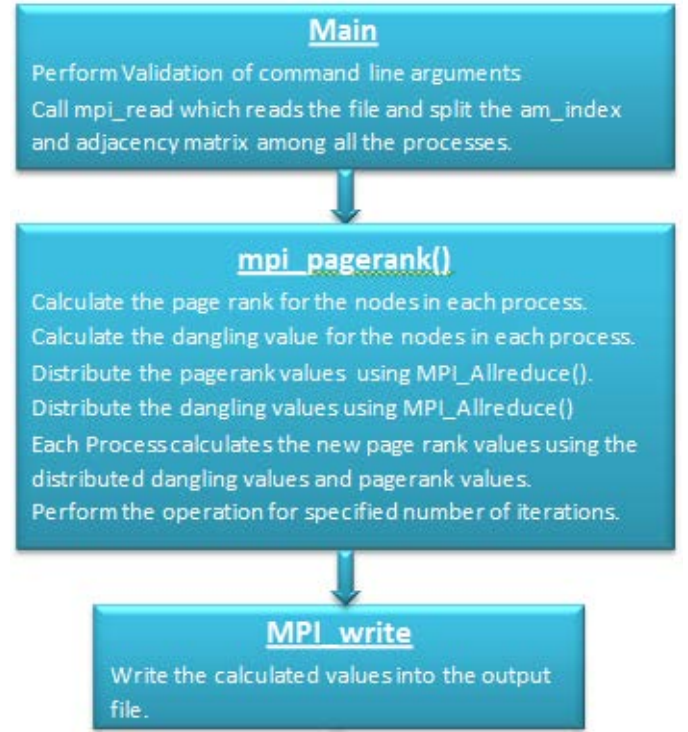 Main
Perform Validation of command line arguments
Call mpi_read which reads the file and split the am_index
and adjacency matrix among all the processes.
mpi_pagerank()
Calculate the page rank for the nodes in each process.
Calculate the dangling value for the nodes in each process.
Distribute the pagerank values using MPI_Allreduce().
Distribute the dangling values using MPI_Allreduce()
Each Process calculates the new page rank values using the
distributed dangling values and pagerank values.
Perform the operation for specified number of iterations.
MPI_write
Write the calculated values into the output
file.